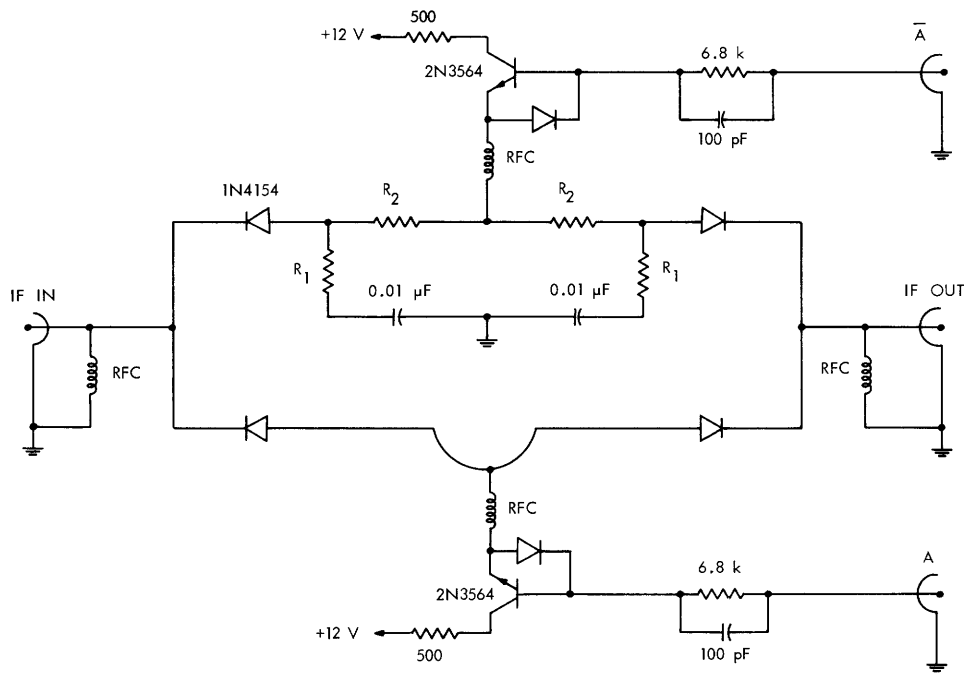 500
+12 V
2N3564
6.8 k
A̅
100 pF
RFC
1N4154
R2
R2
R1
R1
0.01 µF
0.01 µF
IF IN
IF OUT
RFC
RFC
RFC
2N3564
6.8 k
A
+12 V
500
100 pF